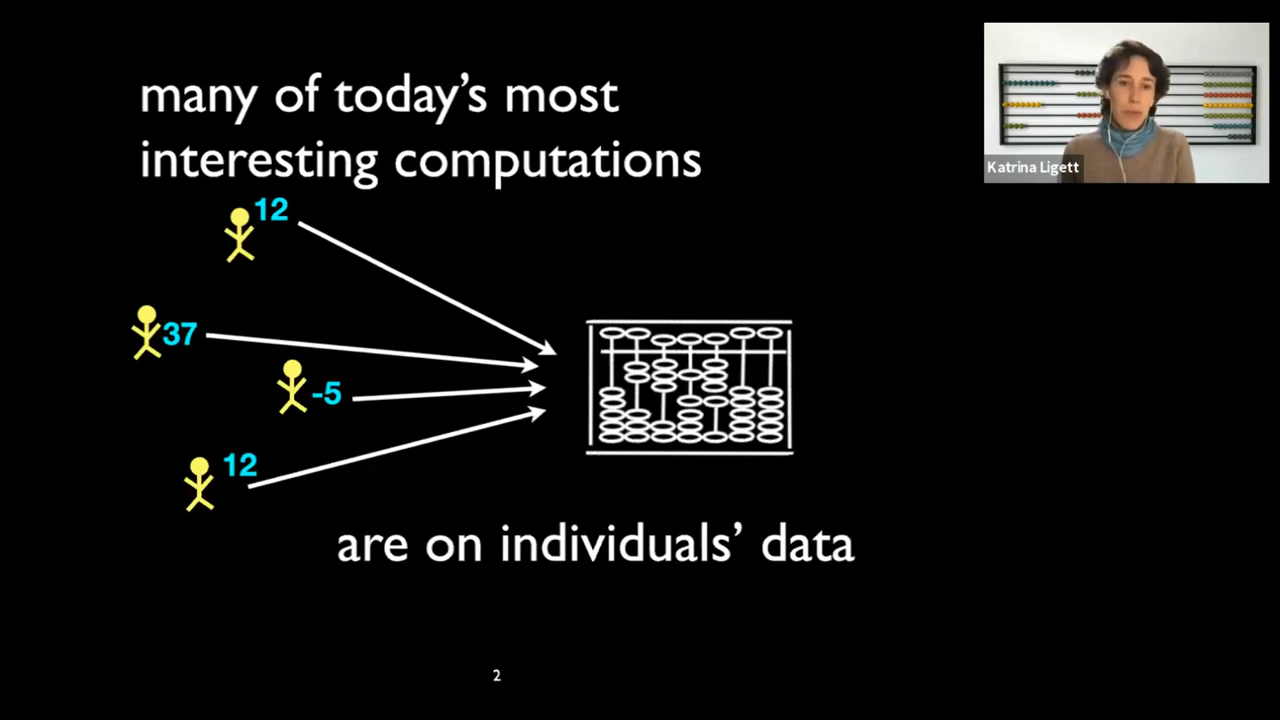 many of today's most
interesting computations
12
37
-5
12
are on individuals' data
2
Katrina Ligett